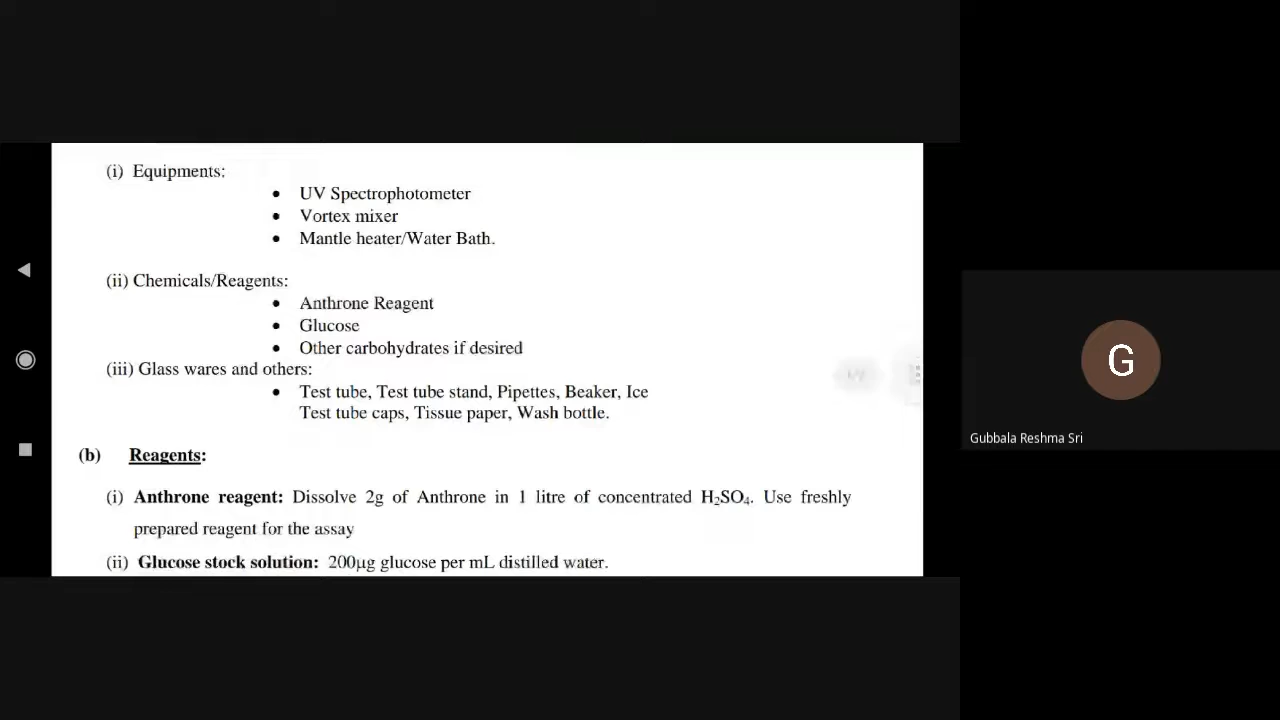 (i) Equipments:
• UV Spectrophotometer
• Vortex mixer
• Mantle heater/Water Bath.
(ii) Chemicals/Reagents:
• Anthrone Reagent
• Glucose
• Other carbohydrates if desired
(iii) Glass wares and others:
• Test tube, Test tube stand, Pipettes, Beaker, Ice
Test tube caps, Tissue paper, Wash bottle.
(b) Reagents:
(i) Anthrone reagent: Dissolve 2g of Anthrone in 1 litre of concentrated H₂SO₄. Use freshly
prepared reagent for the assay
(ii) Glucose stock solution: 200µg glucose per mL distilled water.
G
Gubbala Reshma Sri